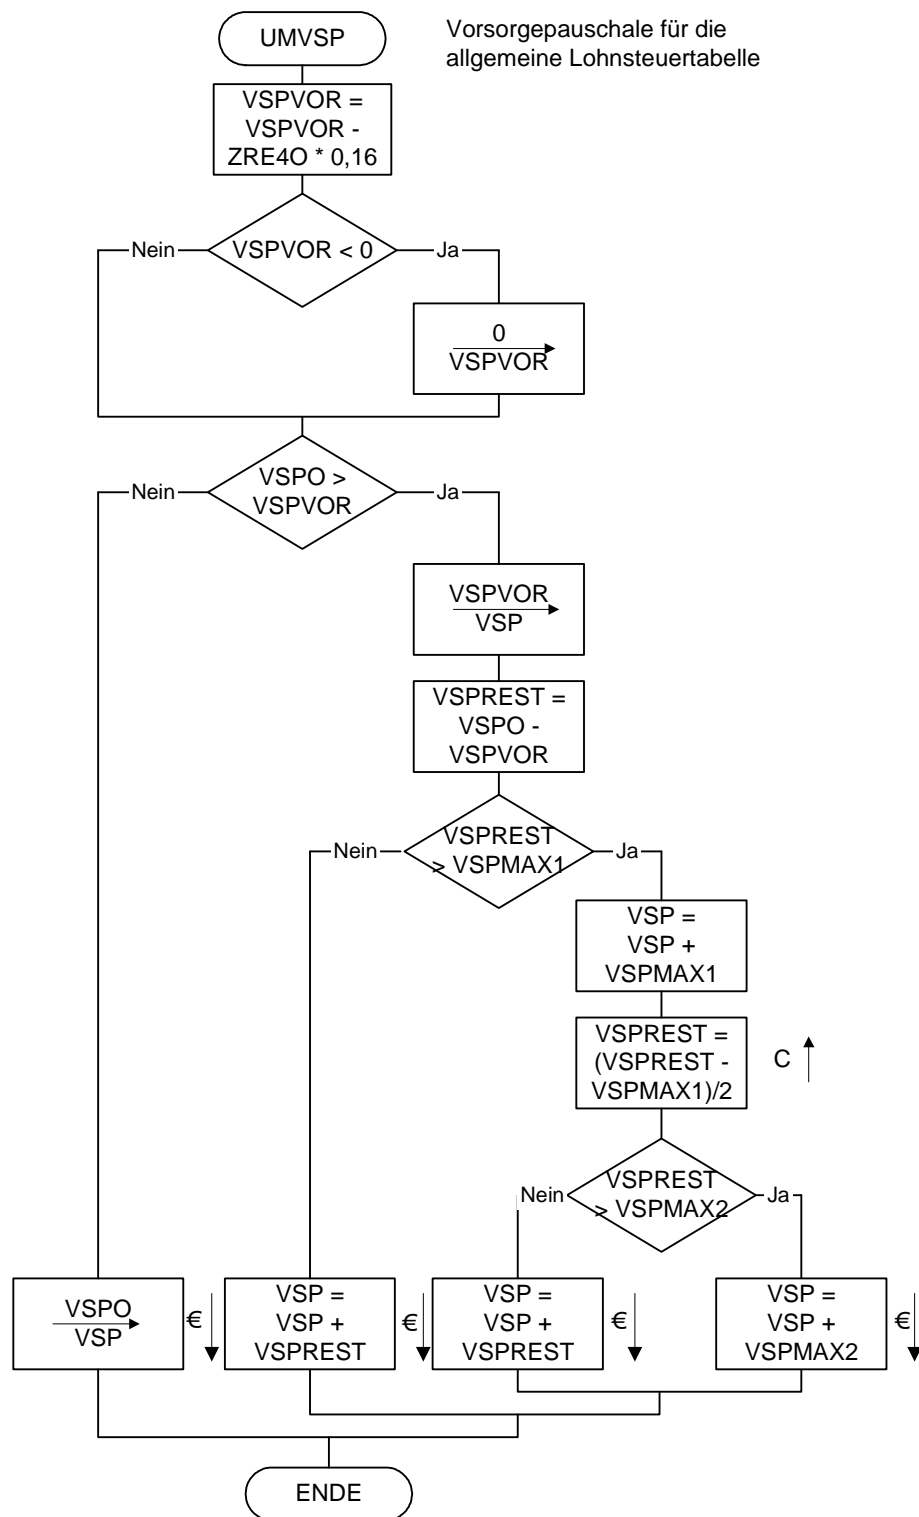 UMVSP
Vorsorgepauschale für die
allgemeine Lohnsteuertabelle
VSPVOR =
VSPVOR -
ZRE4O * 0,16
Nein
VSPVOR < 0
Ja
0
VSPVOR
Nein
VSPO >
VSPVOR
Ja
VSPVOR
VSP
VSPREST =
VSPO -
VSPVOR
Nein
VSPREST
> VSPMAX1
Ja
VSP =
VSP +
VSPMAX1
VSPREST =
(VSPREST -
VSPMAX1)/2
C
Nein
VSPREST
> VSPMAX2
Ja
VSPO
VSP
€
VSP =
VSP +
VSPREST
€
VSP =
VSP +
VSPREST
€
VSP =
VSP +
VSPMAX2
€
ENDE